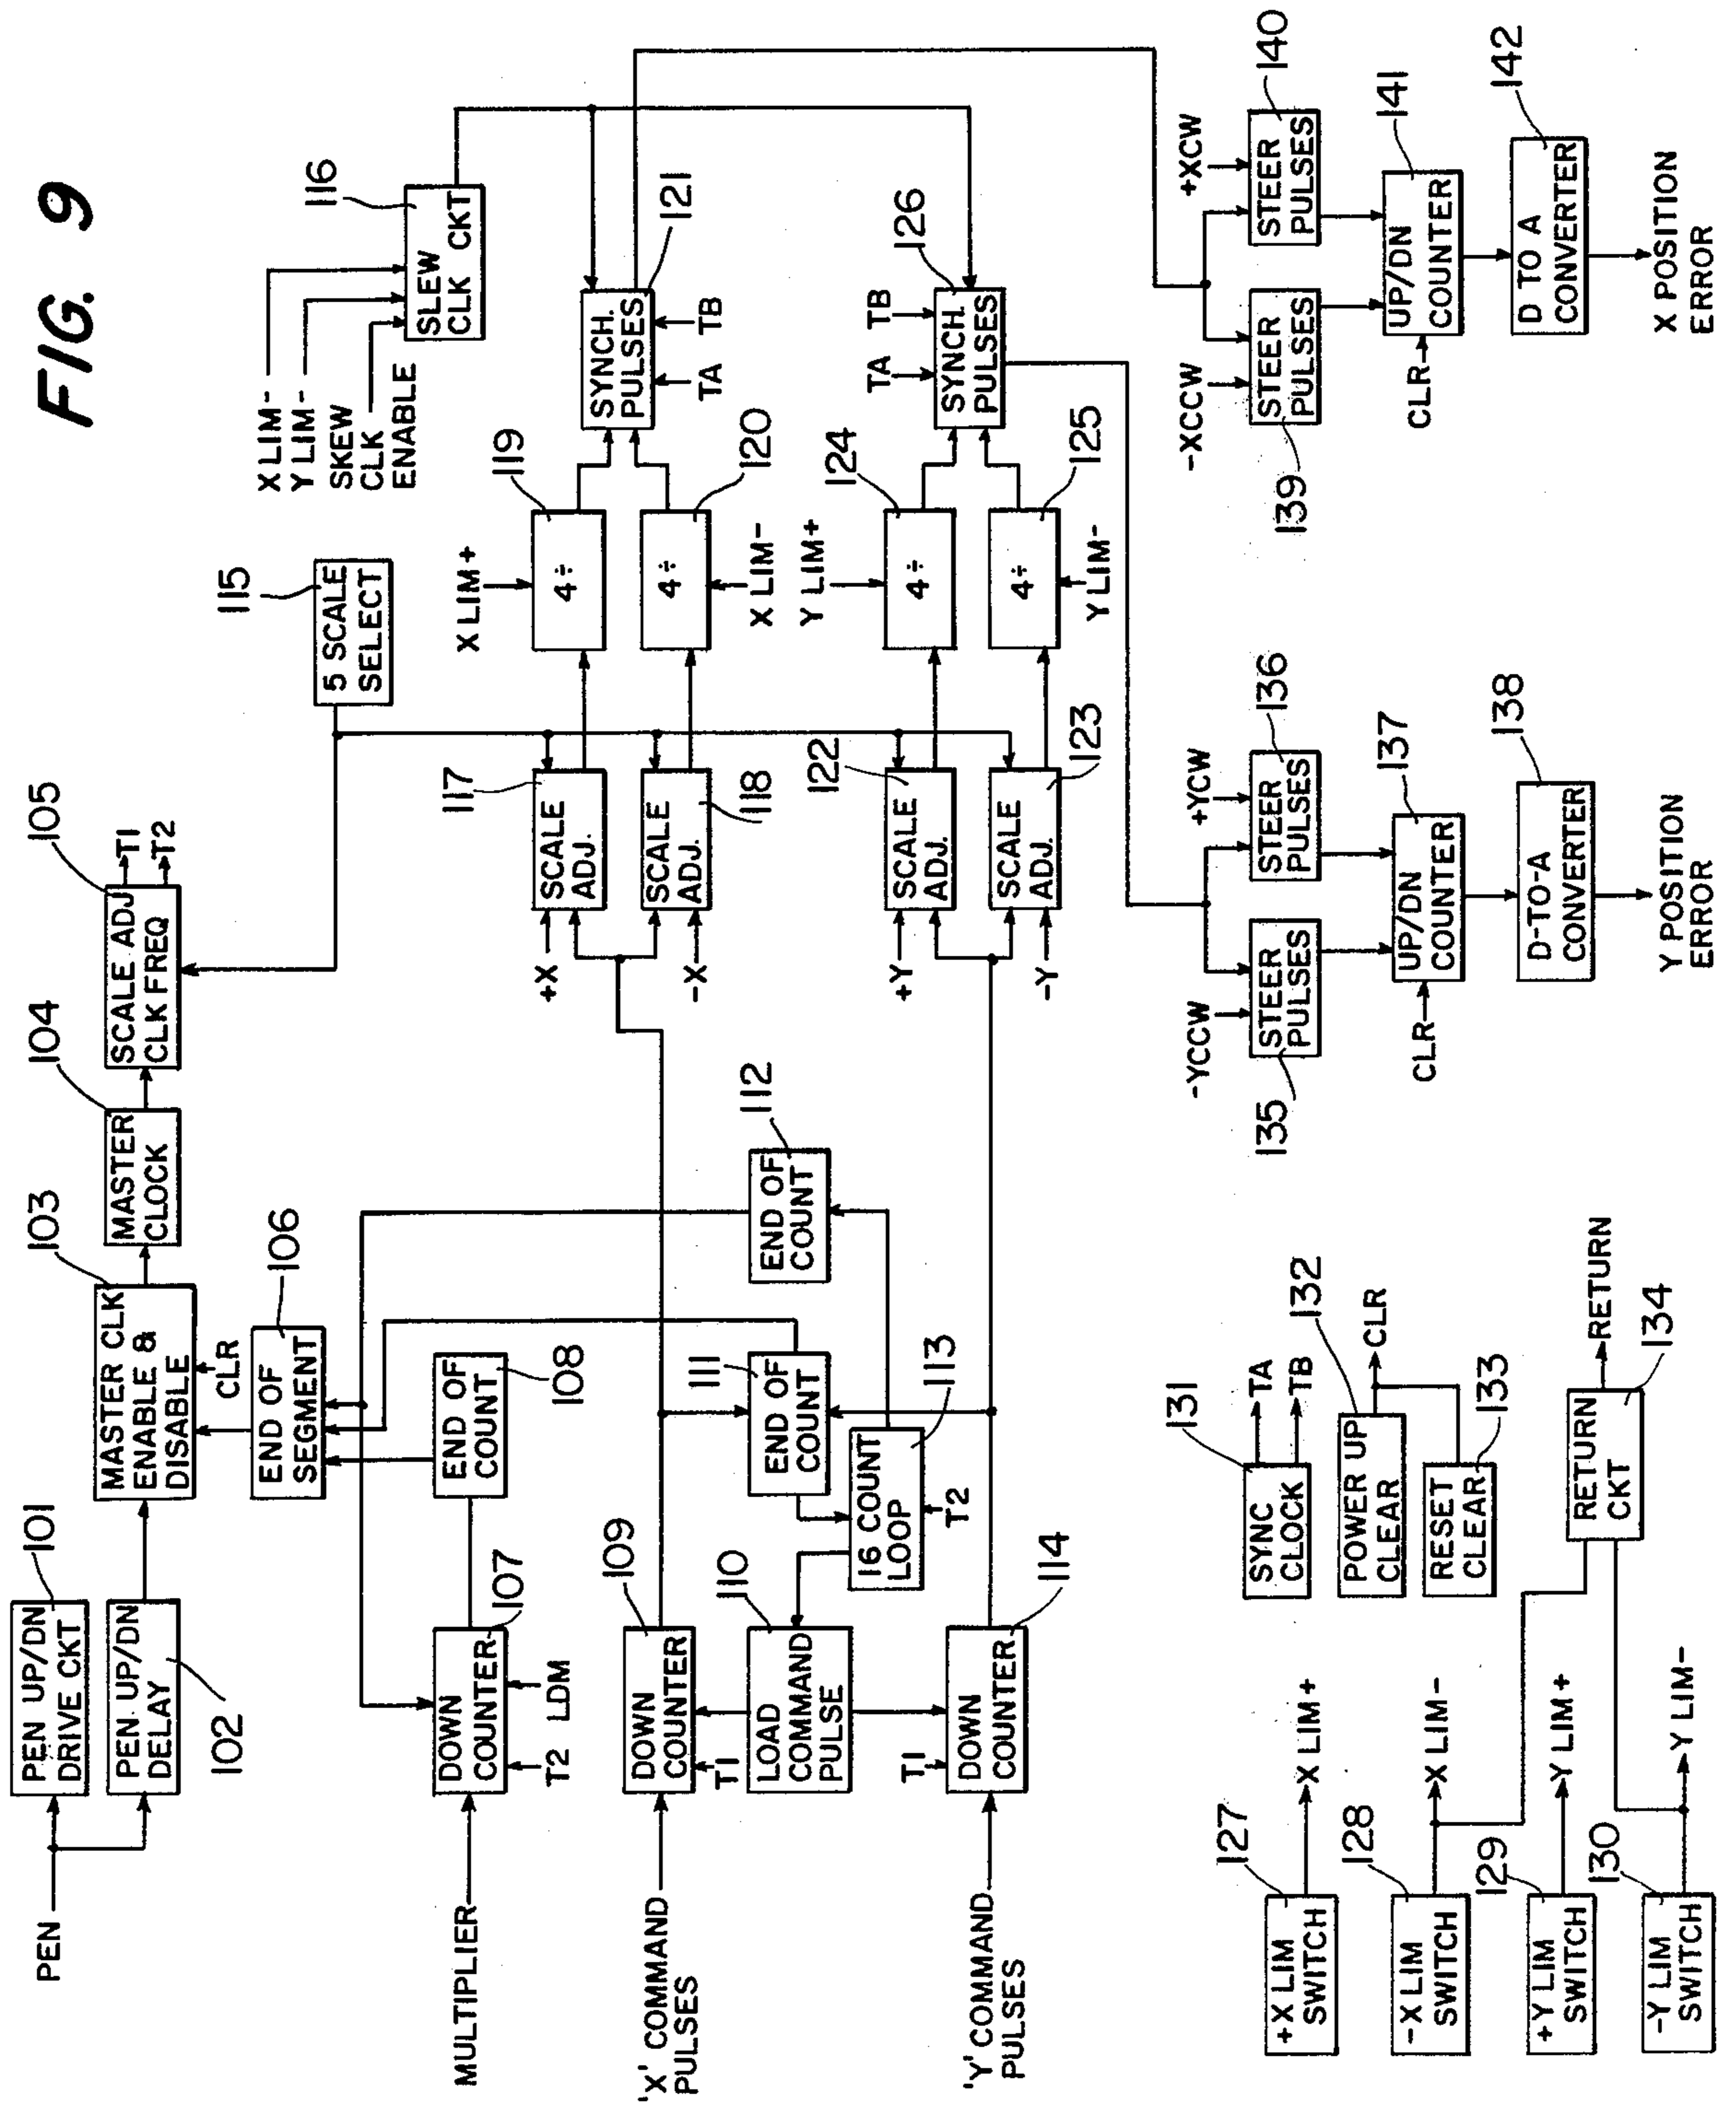 FIG. 9
PEN
PEN UP/DN
DRIVE CKT
101
PEN UP/DN
DELAY
102
MASTER CLK
ENABLE &
DISABLE
103
CLR
MASTER
CLOCK
104
SCALE ADJ
CLK FREQ
105
T1
T2
END OF
SEGMENT
106
MULTIPLIER
DOWN
COUNTER
107
T2
LDM
END OF
COUNT
108
'X' COMMAND
PULSES
DOWN
COUNTER
109
T1
LOAD
COMMAND
PULSE
110
END OF
COUNT
111
END OF
COUNT
112
16 COUNT
LOOP
113
T2
'Y' COMMAND
PULSES
T1
DOWN
COUNTER
114
5 SCALE
SELECT
115
X LIM-
Y LIM-
SKEW
CLK
ENABLE
SLEW
CLK CKT
116
+X
SCALE
ADJ.
117
-X
SCALE
ADJ.
118
X LIM+
4÷
119
4÷
120
X LIM-
SYNCH.
PULSES
121
TA
TB
+Y
SCALE
ADJ.
122
-Y
SCALE
ADJ.
123
Y LIM+
4÷
124
4÷
125
Y LIM-
TA
TB
SYNCH.
PULSES
126
+X LIM
SWITCH
127
X LIM+
-X LIM
SWITCH
128
X LIM-
+Y LIM
SWITCH
129
Y LIM+
-Y LIM
SWITCH
130
Y LIM-
SYNC
CLOCK
131
TA
TB
POWER UP
CLEAR
132
CLR
RESET
CLEAR
133
RETURN
CKT
134
RETURN
-YCCW
STEER
PULSES
135
+YCW
STEER
PULSES
136
CLR
UP/DN
COUNTER
137
D-TO-A
CONVERTER
138
Y POSITION
ERROR
-XCCW
STEER
PULSES
139
+XCW
STEER
PULSES
140
CLR
UP/DN
COUNTER
141
D TO A
CONVERTER
142
X POSITION
ERROR